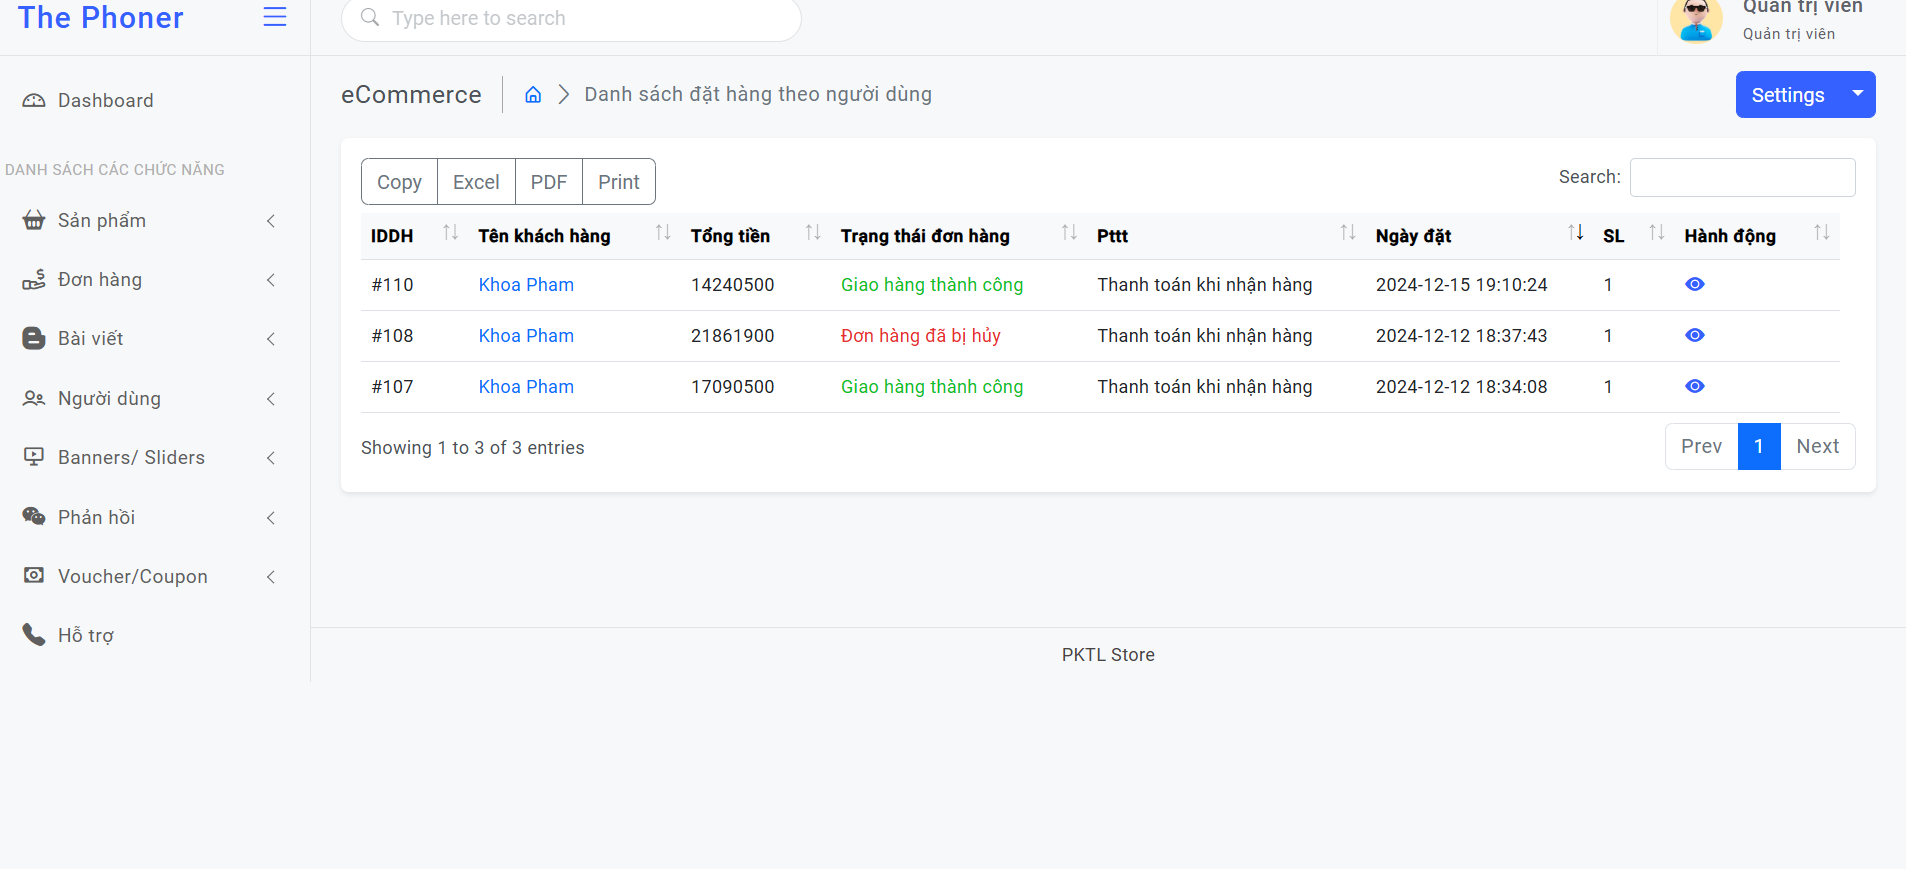 The Phoner
Type here to search
Quản trị viên
Quản trị viên
Dashboard
DANH SÁCH CÁC CHỨC NĂNG
Sản phẩm
Đơn hàng
Bài viết
Người dùng
Banners/ Sliders
Phản hồi
Voucher/Coupon
Hỗ trợ
eCommerce
Danh sách đặt hàng theo người dùng
Settings
Copy Excel PDF Print
Search:
IDDH Tên khách hàng Tổng tiền Trạng thái đơn hàng Pttt Ngày đặt SL Hành động
#110 Khoa Pham 14240500 Giao hàng thành công Thanh toán khi nhận hàng 2024-12-15 19:10:24 1
#108 Khoa Pham 21861900 Đơn hàng đã bị hủy Thanh toán khi nhận hàng 2024-12-12 18:37:43 1
#107 Khoa Pham 17090500 Giao hàng thành công Thanh toán khi nhận hàng 2024-12-12 18:34:08 1
Showing 1 to 3 of 3 entries
Prev 1 Next
PKTL Store